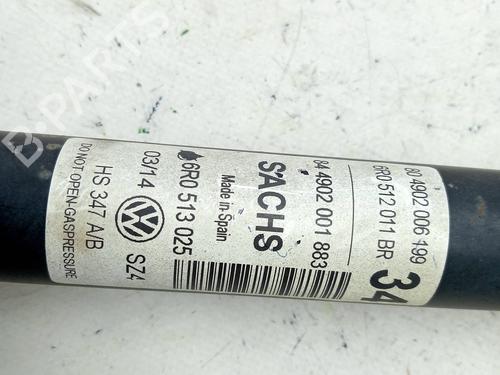 80 4902 006 199
6R0 512 011 BR
34
84 4902 001 883
SACHS
Made in Spain
6R0 513 025
03/14
SZ4
HS 347 A/B
DO NOT OPEN-GASPRESSURE
B-PARTS